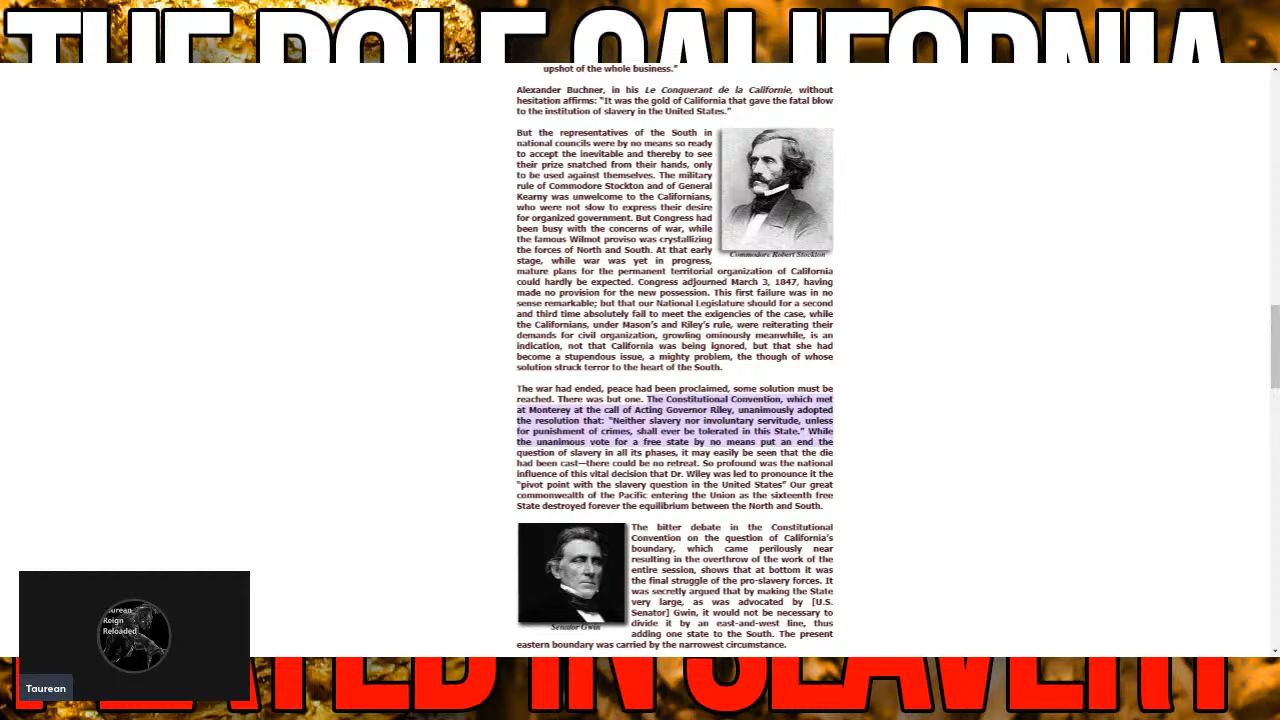 THE ROLE CALIFORNIA
upshot of the whole business."
Alexander Buchner, in his Le Conquerant de la Californie, without
hesitation affirms: "It was the gold of California that gave the fatal blow
to the institution of slavery in the United States."
But the representatives of the South in
national councils were by no means so ready
to accept the inevitable and thereby to see
their prize snatched from their hands, only
to be used against themselves. The military
rule of Commodore Stockton and of General
Kearny was unwelcome to the Californians,
who were not slow to express their desire
for organized government. But Congress had
been busy with the concerns of war, while
the famous Wilmot proviso was crystallizing
the forces of North and South. At that early
stage, while war was yet in progress,
Commodore Robert Stockton
mature plans for the permanent territorial organization of California
could hardly be expected. Congress adjourned March 3, 1847, having
made no provision for the new possession. This first failure was in no
sense remarkable; but that our National Legislature should for a second
and third time absolutely fail to meet the exigencies of the case, while
the Californians, under Mason's and Riley's rule, were reiterating their
demands for civil organization, growling ominously meanwhile, is an
indication, not that California was being ignored, but that she had
become a stupendous issue, a mighty problem, the though of whose
solution struck terror to the heart of the South.
The war had ended, peace had been proclaimed, some solution must be
reached. There was but one. The Constitutional Convention, which met
at Monterey at the call of Acting Governor Riley, unanimously adopted
the resolution that: "Neither slavery nor involuntary servitude, unless
for punishment of crimes, shall ever be tolerated in this State." While
the unanimous vote for a free state by no means put an end the
question of slavery in all its phases, it may easily be seen that the die
had been cast—there could be no retreat. So profound was the national
influence of this vital decision that Dr. Wiley was led to pronounce it the
"pivot point with the slavery question in the United States" Our great
commonwealth of the Pacific entering the Union as the sixteenth free
State destroyed forever the equilibrium between the North and South.
The bitter debate in the Constitutional
Convention on the question of California's
boundary, which came perilously near
resulting in the overthrow of the work of the
entire session, shows that at bottom it was
the final struggle of the pro-slavery forces. It
was secretly argued that by making the State
very large, as was advocated by [U.S.
Senator] Gwin, it would not be necessary to
divide it by an east-and-west line, thus
adding one state to the South. The present
Senator Gwin
eastern boundary was carried by the narrowest circumstance.
Reign
Reloaded
Taurean
IN SLAVERY